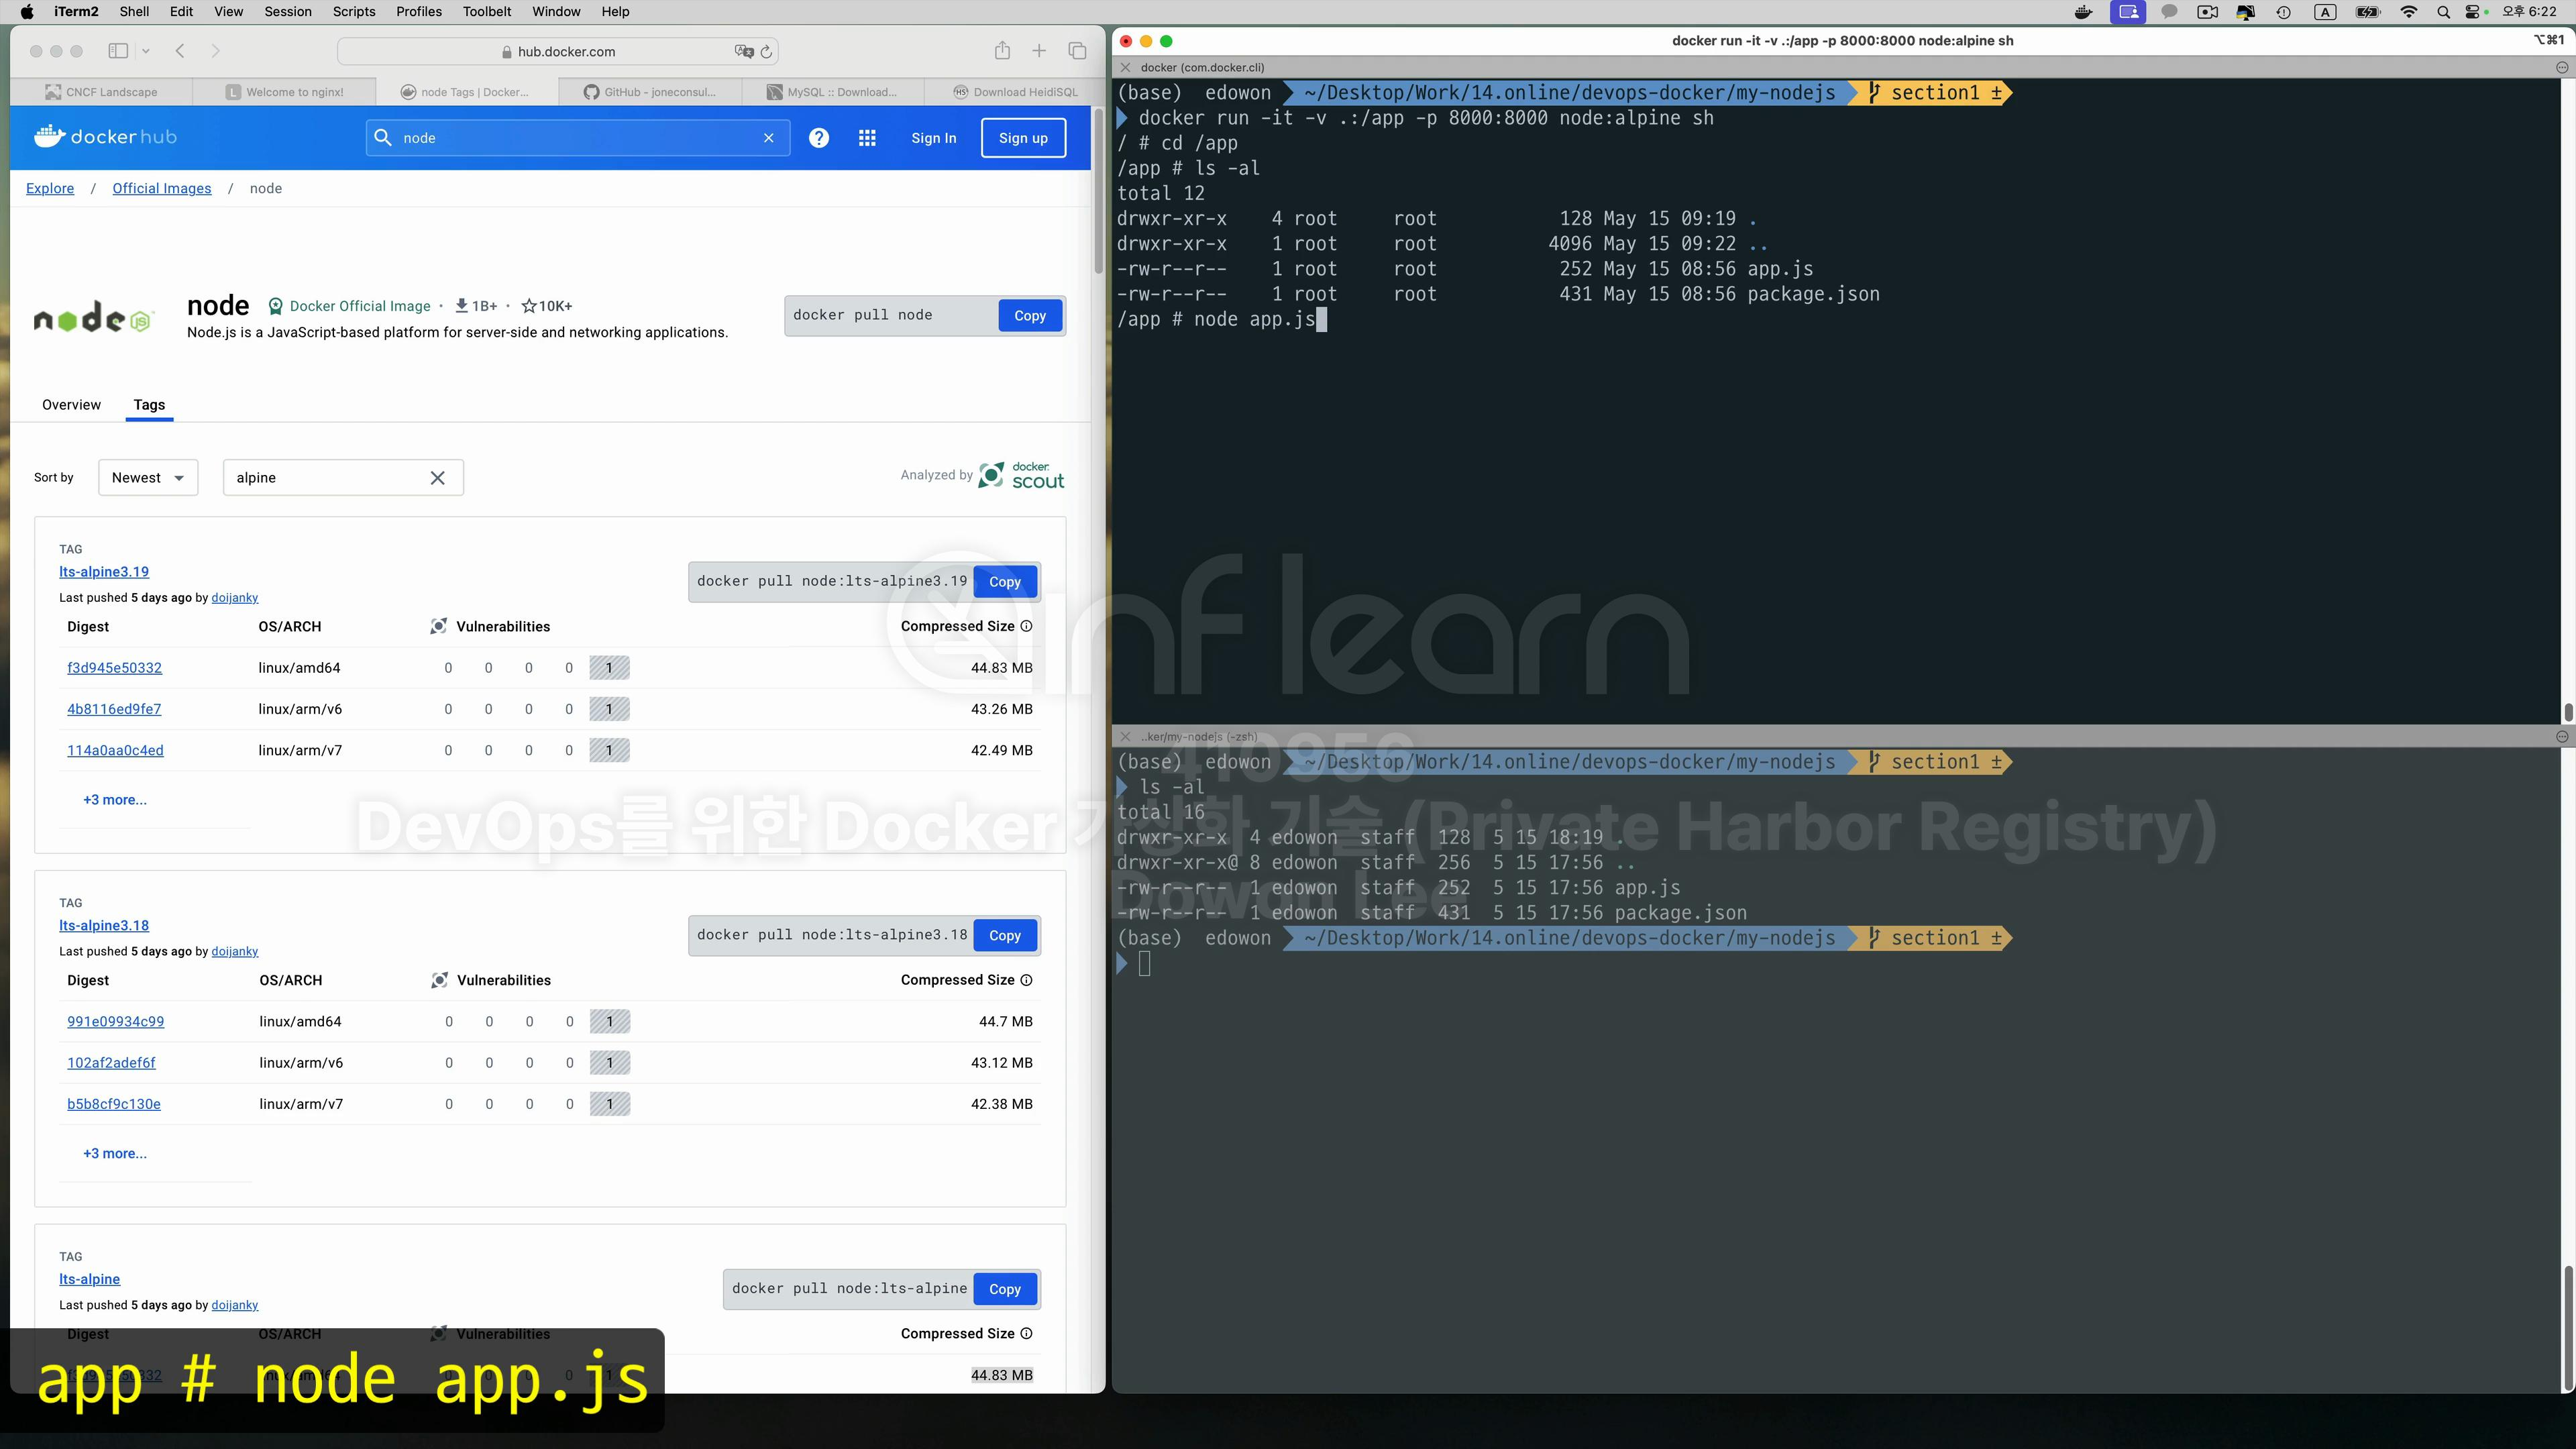 iTerm2 Shell Edit View Session Scripts Profiles Toolbelt Window Help
A 오후 6:22
hub.docker.com
CNCF Landscape
Welcome to nginx!
node Tags | Docker...
GitHub - joneconsul...
MySQL :: Download...
HS Download HeidiSQL
dockerhub
node
Sign In
Sign up
Explore / Official Images / node
node
node Docker Official Image · 1B+ · 10K+
Node.js is a JavaScript-based platform for server-side and networking applications.
docker pull node
Copy
Overview
Tags
Sort by
Newest
alpine
Analyzed by docker scout
TAG
lts-alpine3.19
Last pushed 5 days ago by doijanky
docker pull node:lts-alpine3.19
Copy
Digest OS/ARCH Vulnerabilities Compressed Size
f3d945e50332 linux/amd64 0 0 0 0 1 44.83 MB
4b8116ed9fe7 linux/arm/v6 0 0 0 0 1 43.26 MB
114a0aa0c4ed linux/arm/v7 0 0 0 0 1 42.49 MB
+3 more...
TAG
lts-alpine3.18
Last pushed 5 days ago by doijanky
docker pull node:lts-alpine3.18
Copy
Digest OS/ARCH Vulnerabilities Compressed Size
991e09934c99 linux/amd64 0 0 0 0 1 44.7 MB
102af2adef6f linux/arm/v6 0 0 0 0 1 43.12 MB
b5b8cf9c130e linux/arm/v7 0 0 0 0 1 42.38 MB
+3 more...
TAG
lts-alpine
Last pushed 5 days ago by doijanky
docker pull node:lts-alpine
Copy
Digest OS/ARCH Vulnerabilities Compressed Size
44.83 MB
app # node app.js
docker run -it -v .:/app -p 8000:8000 node:alpine sh
⌥⌘1
docker (com.docker.cli)
(base) edowon ~/Desktop/Work/14.online/devops-docker/my-nodejs section1 ±
docker run -it -v .:/app -p 8000:8000 node:alpine sh
/ # cd /app
/app # ls -al
total 12
drwxr-xr-x 4 root root 128 May 15 09:19 .
drwxr-xr-x 1 root root 4096 May 15 09:22 ..
-rw-r--r-- 1 root root 252 May 15 08:56 app.js
-rw-r--r-- 1 root root 431 May 15 08:56 package.json
/app # node app.js
..ker/my-nodejs (-zsh)
(base) edowon ~/Desktop/Work/14.online/devops-docker/my-nodejs section1 ±
ls -al
total 16
drwxr-xr-x 4 edowon staff 128 5 15 18:19 .
drwxr-xr-x@ 8 edowon staff 256 5 15 17:56 ..
-rw-r--r-- 1 edowon staff 252 5 15 17:56 app.js
-rw-r--r-- 1 edowon staff 431 5 15 17:56 package.json
(base) edowon ~/Desktop/Work/14.online/devops-docker/my-nodejs section1 ±
inflearn
410956
DevOps를 위한 Docker 기술 (Private Harbor Registry)
Dowon Lee